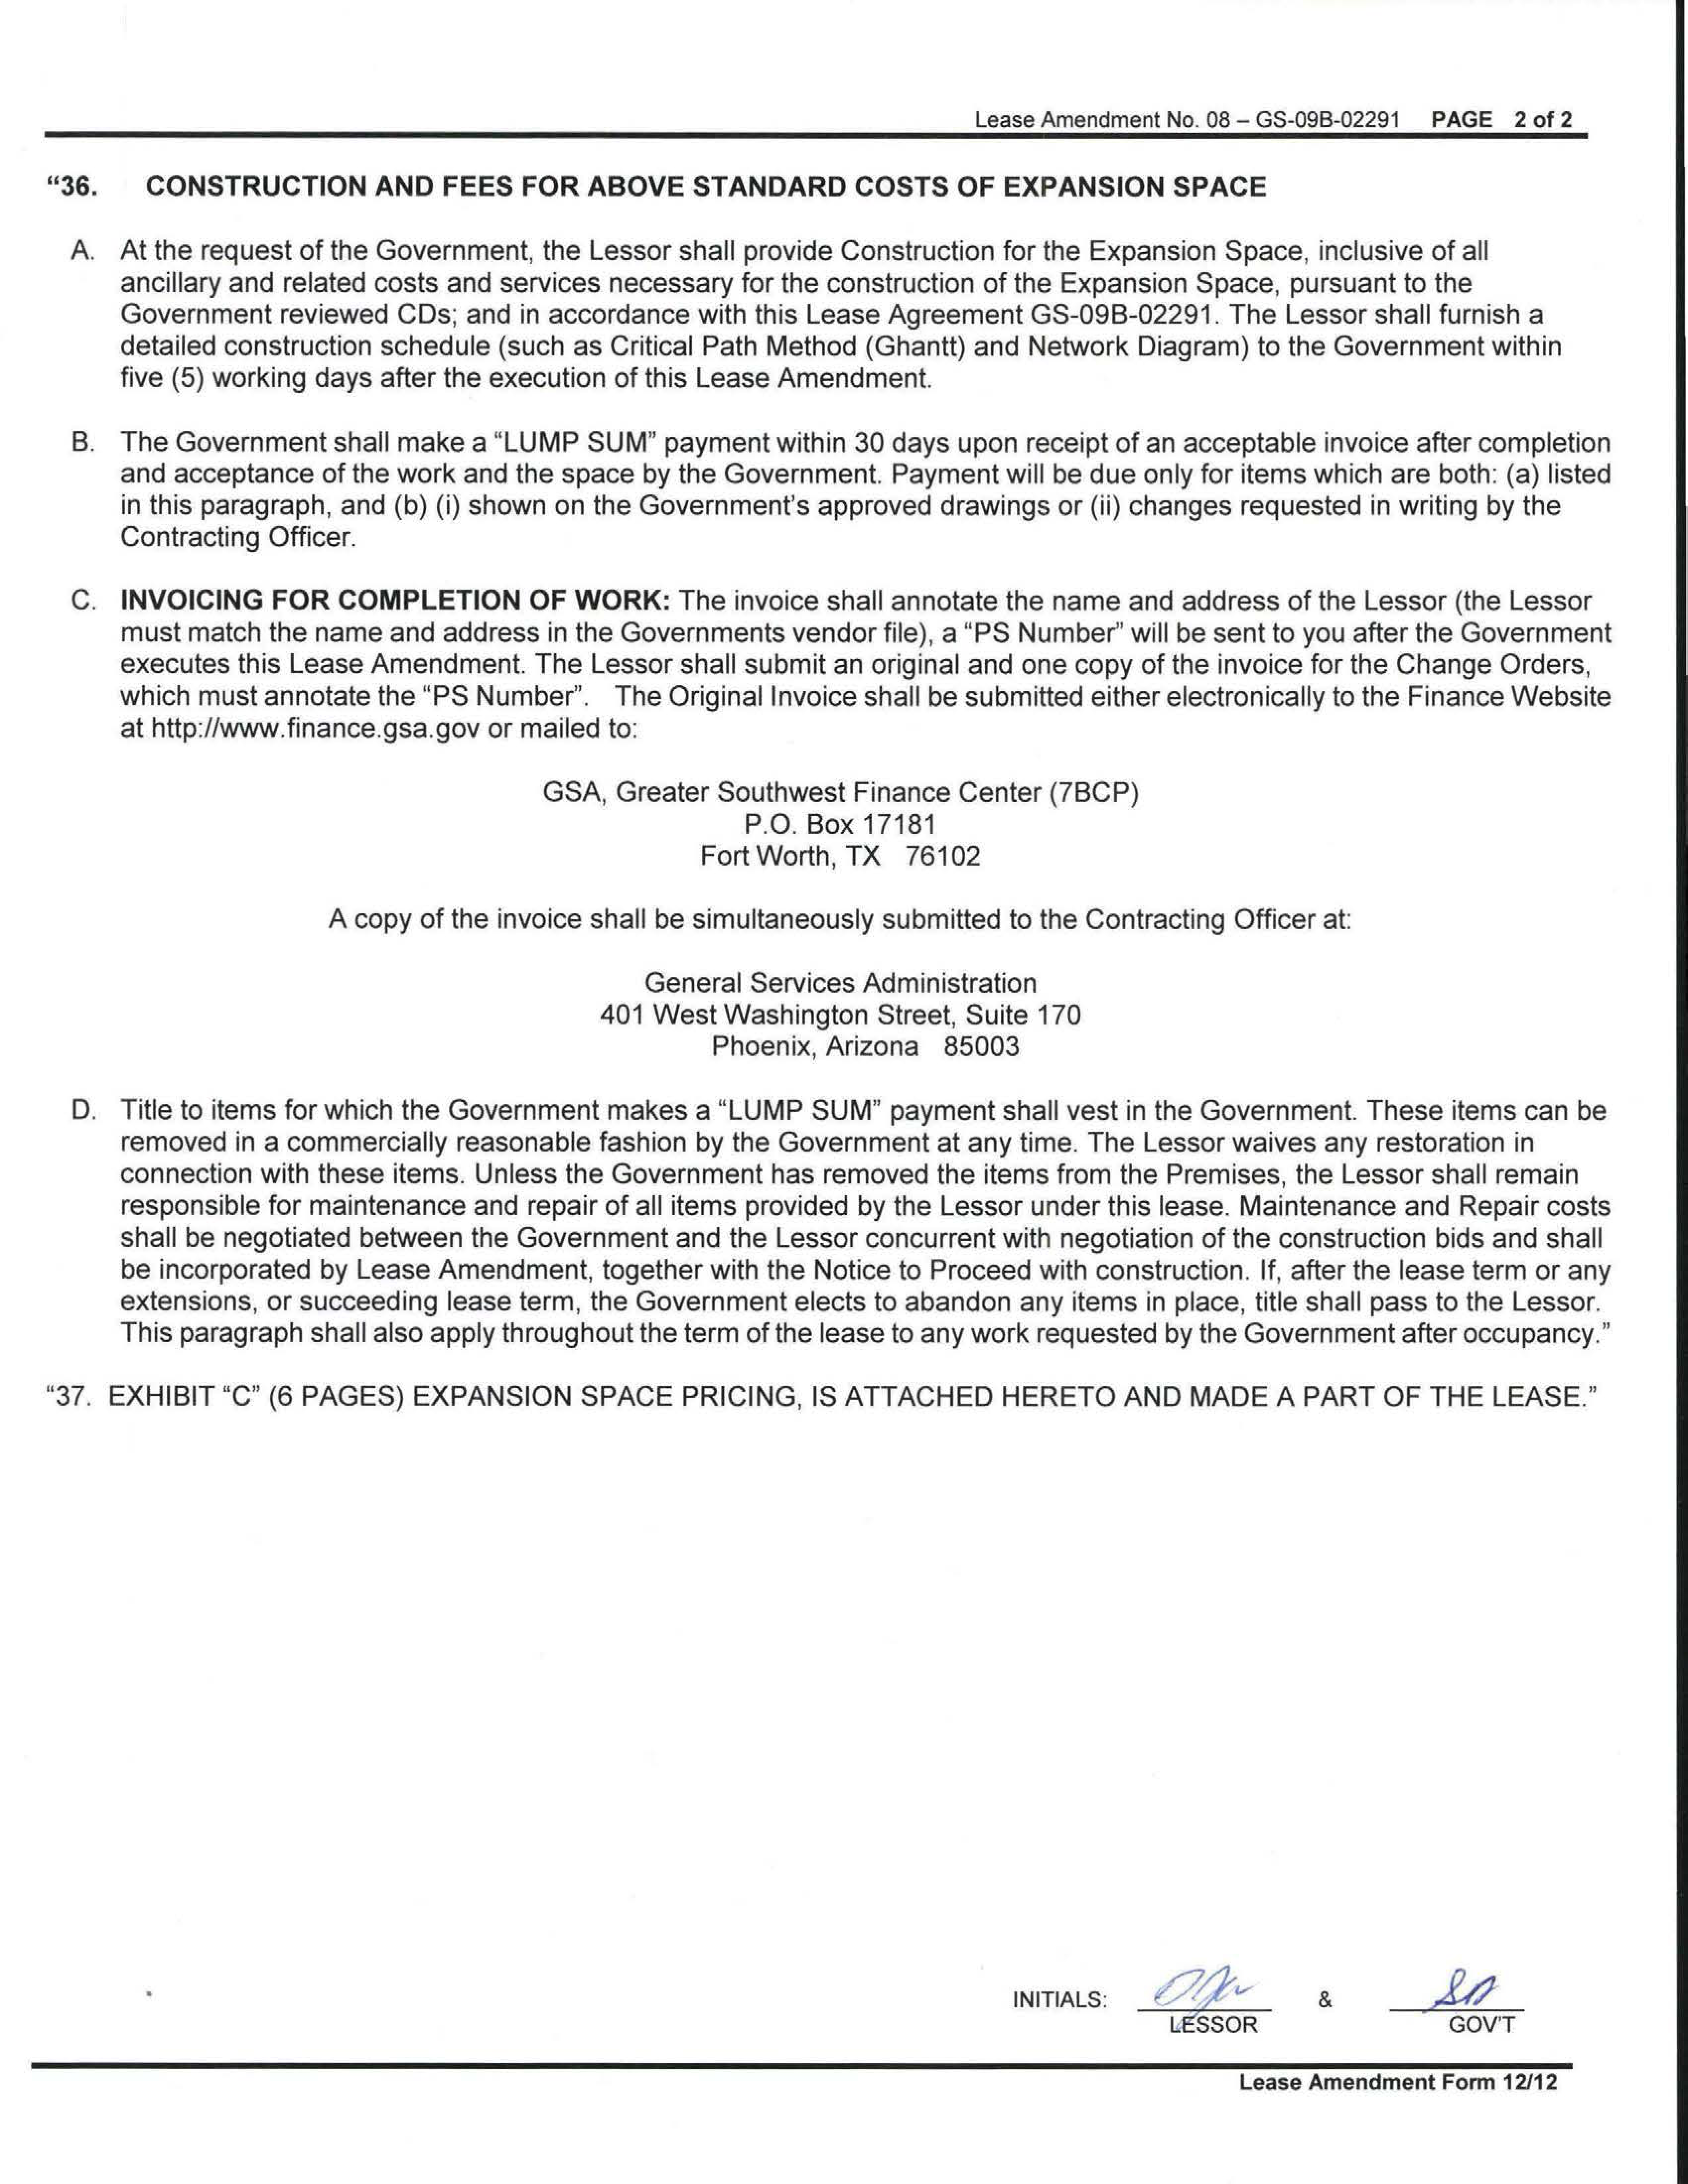 Lease Amendment No. 08 – GS-09B-02291 PAGE 2 of 2
“36. CONSTRUCTION AND FEES FOR ABOVE STANDARD COSTS OF EXPANSION SPACE
A. At the request of the Government, the Lessor shall provide Construction for the Expansion Space, inclusive of all
ancillary and related costs and services necessary for the construction of the Expansion Space, pursuant to the
Government reviewed CDs; and in accordance with this Lease Agreement GS-09B-02291. The Lessor shall furnish a
detailed construction schedule (such as Critical Path Method (Ghantt) and Network Diagram) to the Government within
five (5) working days after the execution of this Lease Amendment.
B. The Government shall make a “LUMP SUM” payment within 30 days upon receipt of an acceptable invoice after completion
and acceptance of the work and the space by the Government. Payment will be due only for items which are both: (a) listed
in this paragraph, and (b) (i) shown on the Government's approved drawings or (ii) changes requested in writing by the
Contracting Officer.
C. INVOICING FOR COMPLETION OF WORK: The invoice shall annotate the name and address of the Lessor (the Lessor
must match the name and address in the Governments vendor file), a “PS Number” will be sent to you after the Government
executes this Lease Amendment. The Lessor shall submit an original and one copy of the invoice for the Change Orders,
which must annotate the “PS Number”. The Original Invoice shall be submitted either electronically to the Finance Website
at http://www.finance.gsa.gov or mailed to:
GSA, Greater Southwest Finance Center (7BCP)
P.O. Box 17181
Fort Worth, TX 76102
A copy of the invoice shall be simultaneously submitted to the Contracting Officer at:
General Services Administration
401 West Washington Street, Suite 170
Phoenix, Arizona 85003
D. Title to items for which the Government makes a “LUMP SUM” payment shall vest in the Government. These items can be
removed in a commercially reasonable fashion by the Government at any time. The Lessor waives any restoration in
connection with these items. Unless the Government has removed the items from the Premises, the Lessor shall remain
responsible for maintenance and repair of all items provided by the Lessor under this lease. Maintenance and Repair costs
shall be negotiated between the Government and the Lessor concurrent with negotiation of the construction bids and shall
be incorporated by Lease Amendment, together with the Notice to Proceed with construction. If, after the lease term or any
extensions, or succeeding lease term, the Government elects to abandon any items in place, title shall pass to the Lessor.
This paragraph shall also apply throughout the term of the lease to any work requested by the Government after occupancy.”
“37. EXHIBIT “C” (6 PAGES) EXPANSION SPACE PRICING, IS ATTACHED HERETO AND MADE A PART OF THE LEASE.”
INITIALS: &
LESSOR GOV'T
Lease Amendment Form 12/12